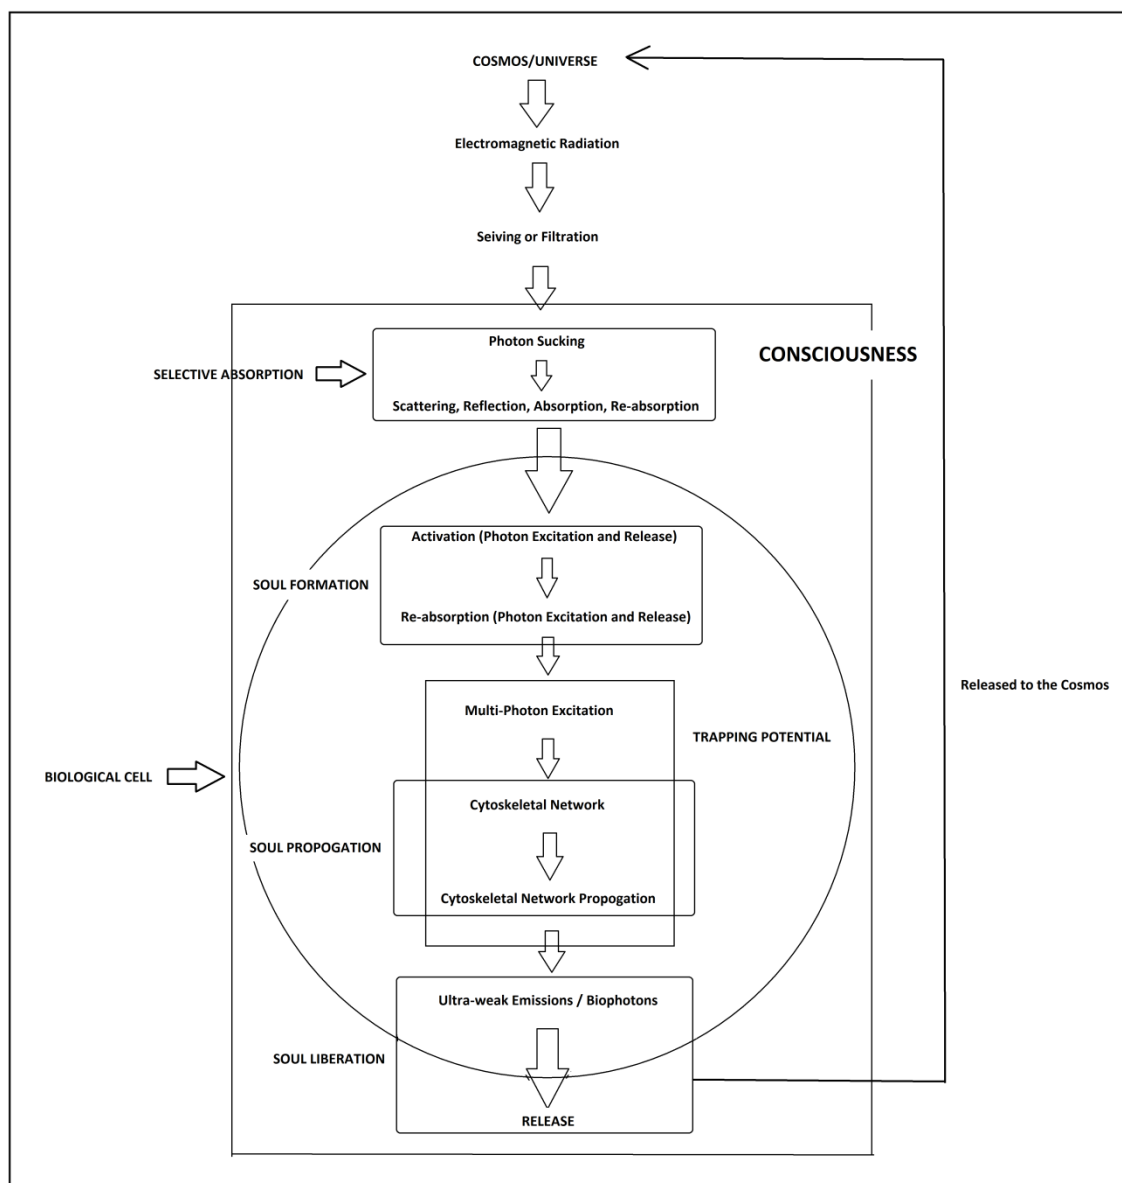 COSMOS/UNIVERSE
Electromagnetic Radiation
Seiving or Filtration
CONSCIOUSNESS
Photon Sucking
SELECTIVE ABSORPTION
Scattering, Reflection, Absorption, Re-absorption
Activation (Photon Excitation and Release)
SOUL FORMATION
Re-absorption (Photon Excitation and Release)
Released to the Cosmos
Multi-Photon Excitation
TRAPPING POTENTIAL
BIOLOGICAL CELL
Cytoskeletal Network
SOUL PROPOGATION
Cytoskeletal Network Propogation
Ultra-weak Emissions / Biophotons
SOUL LIBERATION
RELEASE